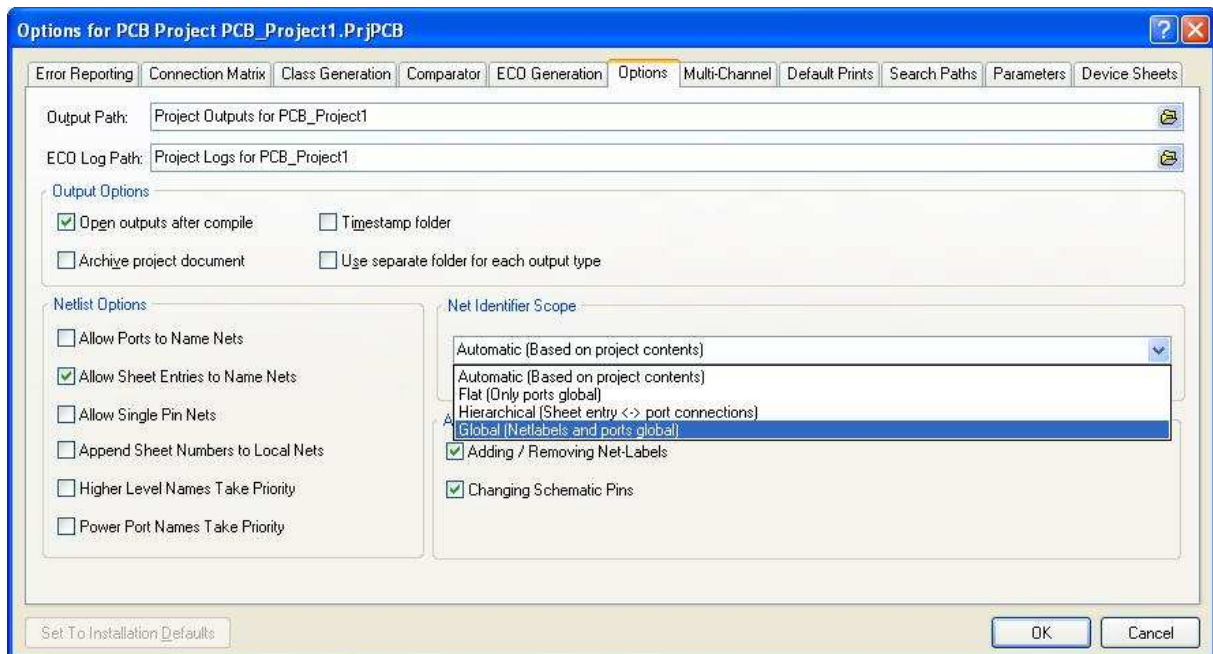 Options for PCB Project PCB_Project1.PrjPCB
Error Reporting Connection Matrix Class Generation Comparator ECO Generation Options Multi-Channel Default Prints Search Paths Parameters Device Sheets
Output Path: Project Outputs for PCB_Project1
ECO Log Path: Project Logs for PCB_Project1
Output Options
Open outputs after compile Timestamp folder
Archive project document Use separate folder for each output type
Netlist Options
Allow Ports to Name Nets
Allow Sheet Entries to Name Nets
Allow Single Pin Nets
Append Sheet Numbers to Local Nets
Higher Level Names Take Priority
Power Port Names Take Priority
Net Identifier Scope
Automatic (Based on project contents)
Automatic (Based on project contents)
Flat (Only ports global)
Hierarchical (Sheet entry <-> port connections)
Global (Netlabels and ports global)
Adding / Removing Net-Labels
Changing Schematic Pins
Set To Installation Defaults OK Cancel